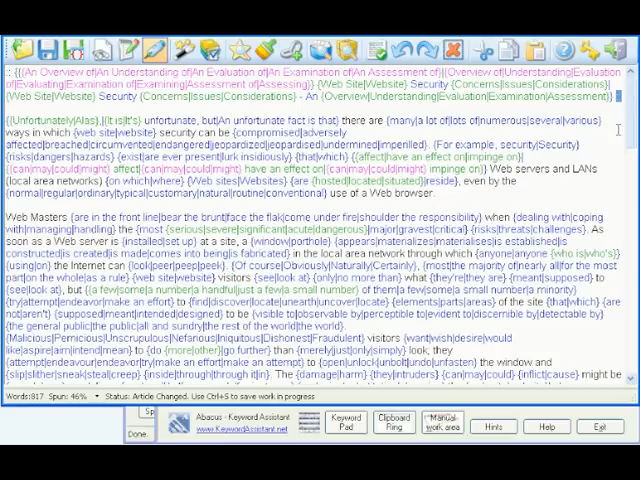 :: {{(An Overview of|An Understanding of|An Evaluation of|An Examination of|An Assessment of}|{Overview of|Understanding
of|Evaluation of|Examination of|Assessment of|Summarizing|Understanding
of|Evaluating of|Examining|Examining Assessment of|Assessing}} {Web Site|Website} Security {Concerns|Issues|Considerations}|
{Web Site|Website} Security {Concerns|Issues|Considerations} - An {Overview|Understanding|Evaluation|Examination|Assessment}} ::
{{Unfortunately|Alas},|{It is|It's} unfortunate, but|An unfortunate fact is that} there are {many|a lot of|lots of|numerous|several|various}
ways in which {web site|website} security can be {compromised|adversely
affected|breached|circumvented|endangered|jeopardized|jeopardised|undermined|imperilled}. {For example, security|Security}
{risks|dangers|hazards} {exist|are ever present|lurk insidiously} {that|which} {{affect|have an effect on|impinge on}|
{{can|may|could|might} affect|{can|may|could|might} have an effect on|{can|may|could|might} impinge on}} Web servers and LANs
(local area networks) {on which|where} {Web sites|Websites} {are {hosted|located|situated}|reside}, even by the
{normal|regular|ordinary|typical|customary|natural|routine|conventional} use of a Web browser.
Web Masters {are in the front line|bear the brunt|face the flak|come under fire|shoulder the responsibility} when {dealing with|coping
with|managing|handling} the {most {serious|severe|significant|acute|dangerous}|major|gravest|critical} {risks|threats|challenges}. As
soon as a Web server is {installed|set up} at a site, a {window|porthole} {appears|materializes|materialises|is established|is
constructed|is created|is made|comes into being|is fabricated} in the local area network through which {anyone|anyone {who is|who's}}
{using|on} the Internet can {look|peer|peep|peek}. {Of course|Obviously|Naturally|Certainly}, {most|the majority of|nearly all|for the most
part|on the whole|as a rule} {web site|website} visitors {are only too|are} {happy} {meant|supposed} to
{see|look at}, but {{a few|some|a number|a handful|just a few|a small number} of them|a few|some|a small number|a minority}
{try|attempt|endeavor|make an effort} to {find|discover|locate|unearth|uncover|locate} {elements|parts|areas} of the site {that|which} {are
not|aren't} {supposed|meant|intended|designed} to be {visible to|observable by|perceptible to|evident to|discernible by|detectable by}
{the general public|the public|all and sundry|the rest of the world|the world}.
{Malicious|Pernicious|Unscrupulous|Nefarious|Iniquitous|Dishonest|Fraudulent} visitors {want|wish|desire|would
like|aspire|aim|intend|mean} to {do {more|other}|go further} than {merely|just|only|simply} look; they
{attempt|endeavour|endeavor|try|make an effort} to {open|unlock|unbolt|undo|unfasten} the window and
{slip|slither|sneak|steal|creep} {inside|through|through it|in}. The {damage|harm} {they|intruders} {can|may|could} {inflict|cause} might be
Words:817 Spun: 46% * Status: Article Changed. Use Ctrl+S to save work in progress
Sp
Done.
Abacus - Keyword Assistant
www.KeywordAssistant.net
Keyword
Pad
Clipboard
Ring
Manual
work area
Hints
Help
Exit